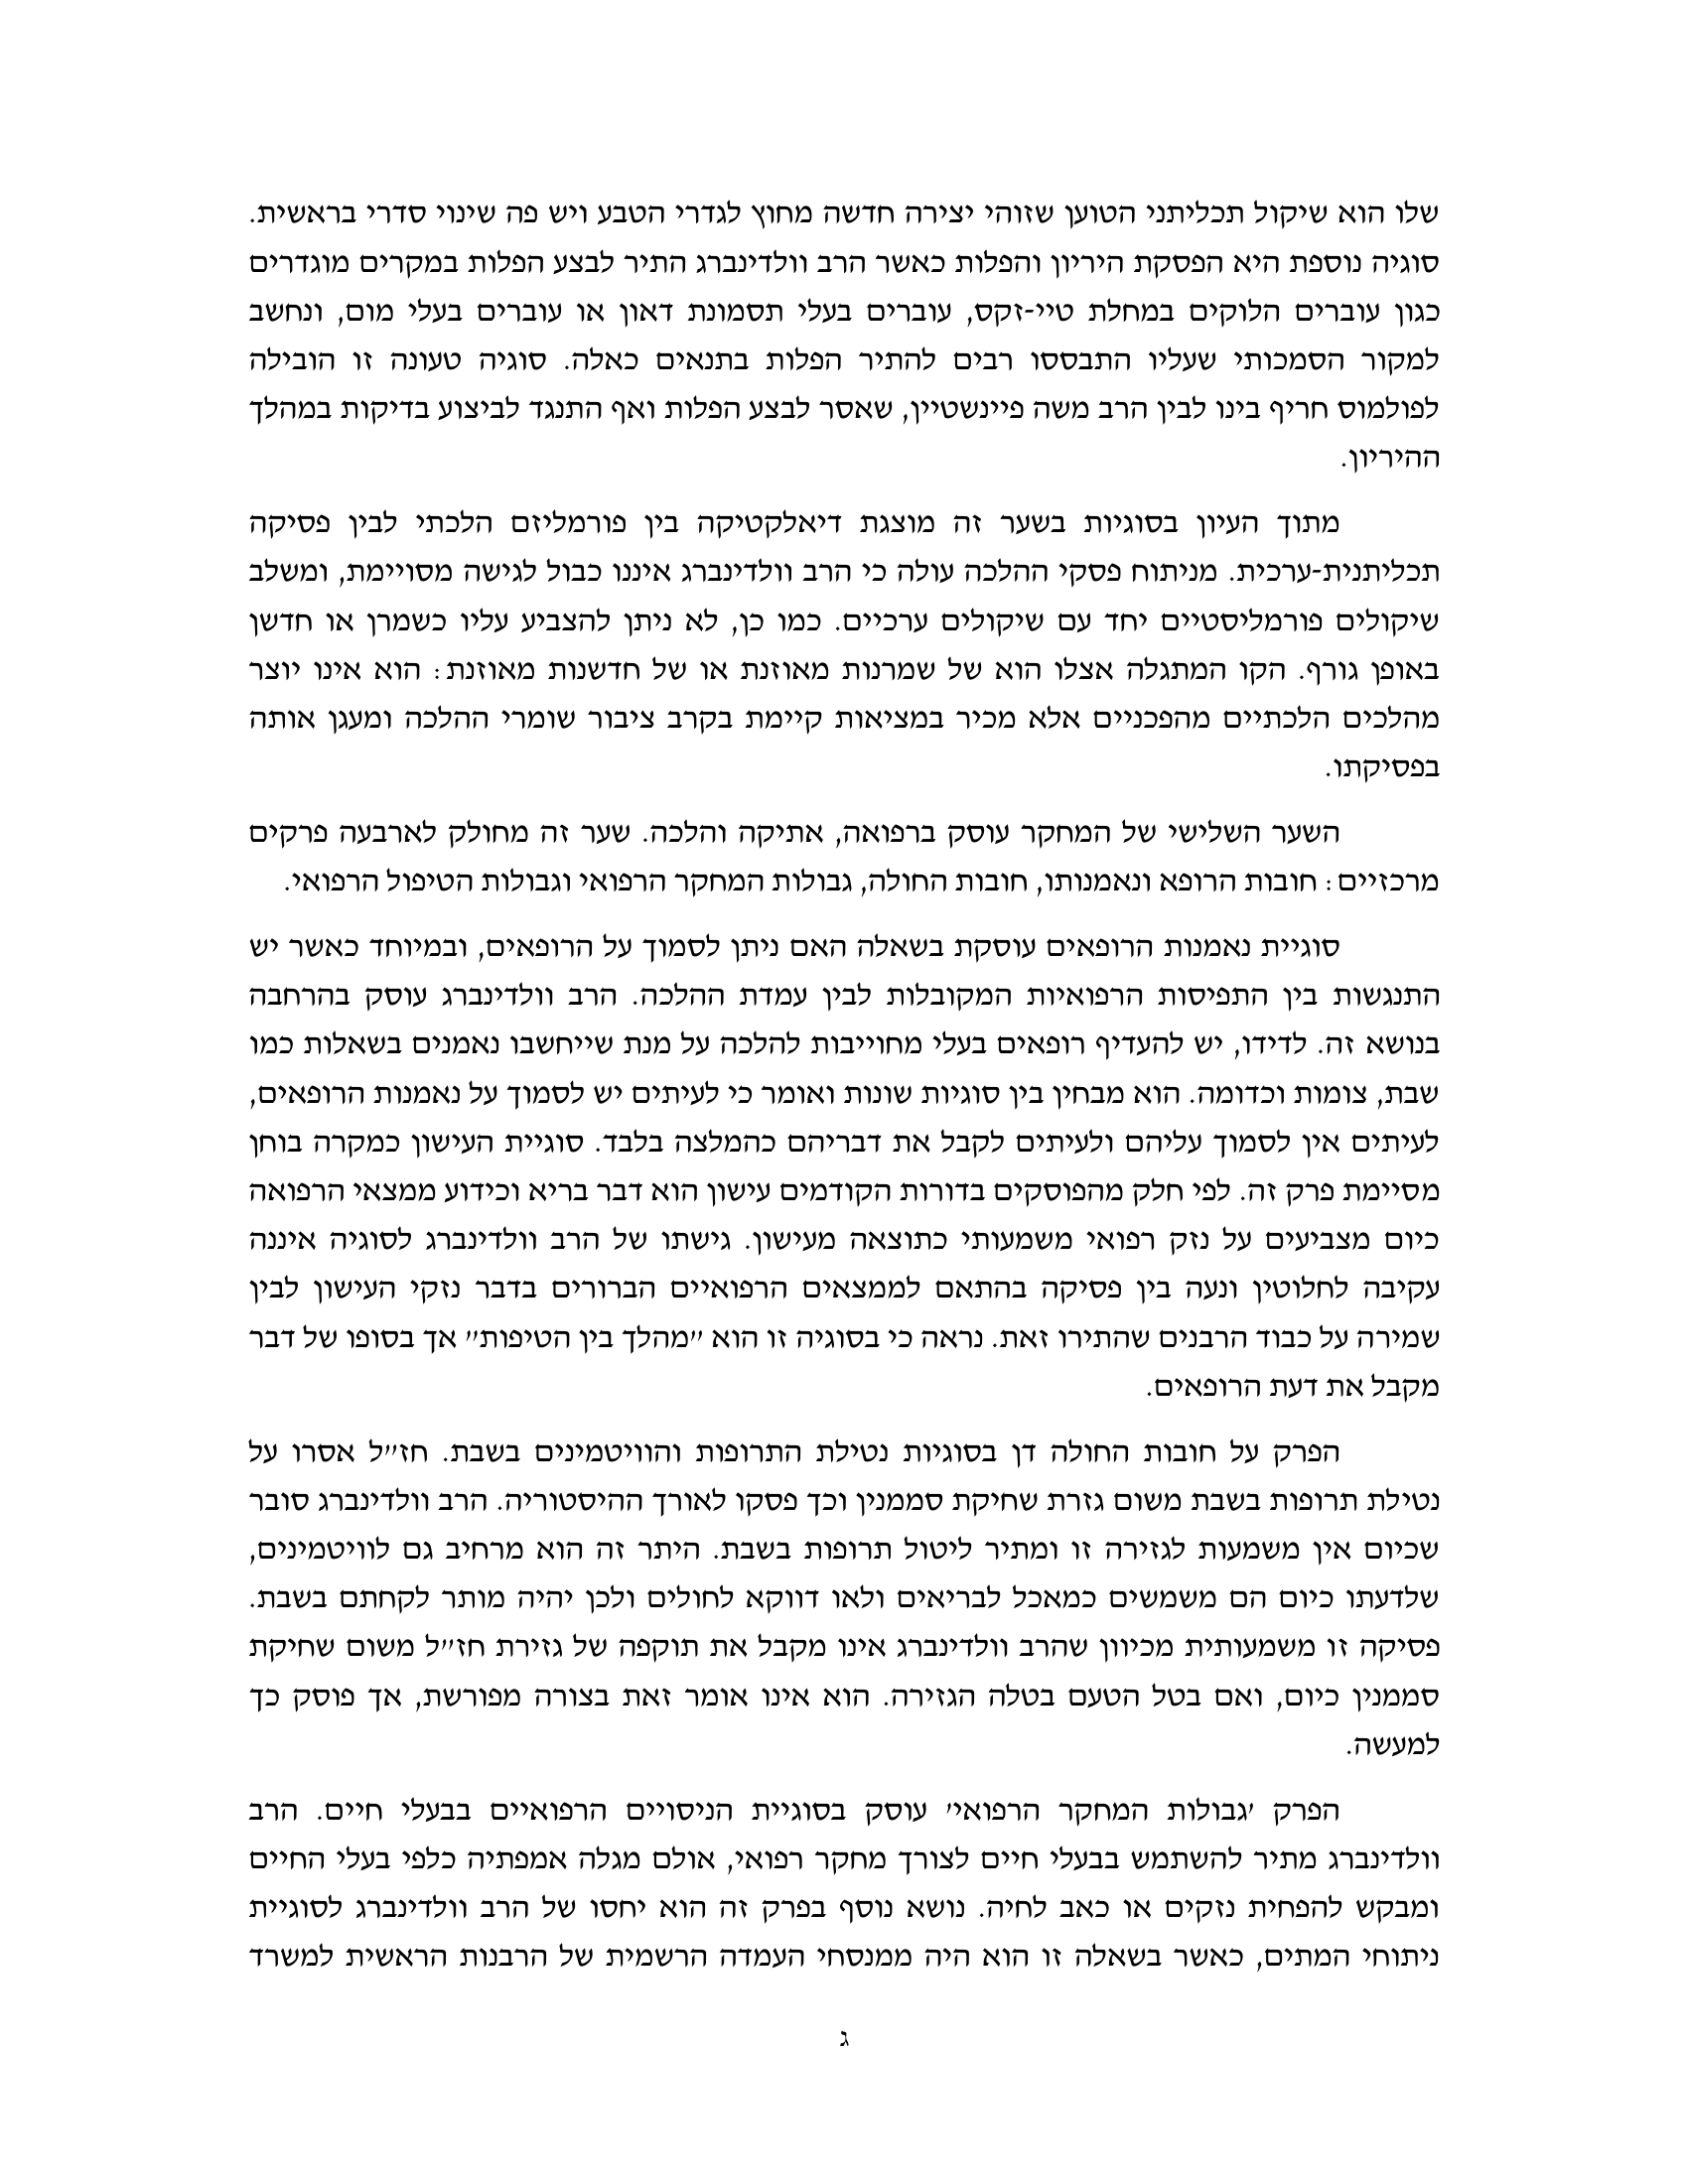 שלו הוא שיקול תכליתני הטוען שזוהי יצירה חדשה מחוץ לגדרי הטבע ויש פה שינוי סדרי בראשית.
סוגיה נוספת היא הפסקת היריון והפלות כאשר הרב וולדינברג התיר לבצע הפלות במקרים מוגדרים
כגון עוברים הלוקים במחלת טיי-זקס, עוברים בעלי תסמונת דאון או עוברים בעלי מום, ונחשב
למקור הסמכותי שעליו התבססו רבים להתיר הפלות בתנאים כאלה. סוגיה טעונה זו הובילה
לפולמוס חריף בינו לבין הרב משה פיינשטיין, שאסר לבצע הפלות ואף התנגד לביצוע בדיקות במהלך
ההיריון.
מתוך העיון בסוגיות בשער זה מוצגת דיאלקטיקה בין פורמליזם הלכתי לבין פסיקה
תכליתנית-ערכית. מניתוח פסקי ההלכה עולה כי הרב וולדינברג איננו כבול לגישה מסויימת, ומשלב
שיקולים פורמליסטיים יחד עם שיקולים ערכיים. כמו כן, לא ניתן להצביע עליו כשמרן או חדשן
באופן גורף. הקו המתגלה אצלו הוא של שמרנות מאוזנת או של חדשנות מאוזנת: הוא אינו יוצר
מהלכים הלכתיים מהפכניים אלא מכיר במציאות קיימת בקרב ציבור שומרי ההלכה ומעגן אותה
בפסיקתו.
השער השלישי של המחקר עוסק ברפואה, אתיקה והלכה. שער זה מחולק לארבעה פרקים
מרכזיים: חובות הרופא ונאמנותו, חובות החולה, גבולות המחקר הרפואי וגבולות הטיפול הרפואי.
סוגיית נאמנות הרופאים עוסקת בשאלה האם ניתן לסמוך על הרופאים, ובמיוחד כאשר יש
התנגשות בין התפיסות הרפואיות המקובלות לבין עמדת ההלכה. הרב וולדינברג עוסק בהרחבה
בנושא זה. לדידו, יש להעדיף רופאים בעלי מחוייבות להלכה על מנת שייחשבו נאמנים בשאלות כמו
שבת, צומות וכדומה. הוא מבחין בין סוגיות שונות ואומר כי לעיתים יש לסמוך על נאמנות הרופאים,
לעיתים אין לסמוך עליהם ולעיתים לקבל את דבריהם כהמלצה בלבד. סוגיית העישון כמקרה בוחן
מסיימת פרק זה. לפי חלק מהפוסקים בדורות הקודמים עישון הוא דבר בריא וכידוע ממצאי הרפואה
כיום מצביעים על נזק רפואי משמעותי כתוצאה מעישון. גישתו של הרב וולדינברג לסוגיה איננה
עקיבה לחלוטין ונעה בין פסיקה בהתאם לממצאים הרפואיים הברורים בדבר נזקי העישון לבין
שמירה על כבוד הרבנים שהתירו זאת. נראה כי בסוגיה זו הוא "מהלך בין הטיפות" אך בסופו של דבר
מקבל את דעת הרופאים.
הפרק על חובות החולה דן בסוגיות נטילת התרופות והוויטמינים בשבת. חז"ל אסרו על
נטילת תרופות בשבת משום גזרת שחיקת סממנין וכך פסקו לאורך ההיסטוריה. הרב וולדינברג סובר
שכיום אין משמעות לגזירה זו ומתיר ליטול תרופות בשבת. היתר זה הוא מרחיב גם לוויטמינים,
שלדעתו כיום הם משמשים כמאכל לבריאים ולאו דווקא לחולים ולכן יהיה מותר לקחתם בשבת.
פסיקה זו משמעותית מכיוון שהרב וולדינברג אינו מקבל את תוקפה של גזירת חז"ל משום שחיקת
סממנין כיום, ואם בטל הטעם בטלה הגזירה. הוא אינו אומר זאת בצורה מפורשת, אך פוסק כך
למעשה.
הפרק 'גבולות המחקר הרפואי' עוסק בסוגיית הניסויים הרפואיים בבעלי חיים. הרב
וולדינברג מתיר להשתמש בבעלי חיים לצורך מחקר רפואי, אולם מגלה אמפתיה כלפי בעלי החיים
ומבקש להפחית נזקים או כאב לחיה. נושא נוסף בפרק זה הוא יחסו של הרב וולדינברג לסוגיית
ניתוחי המתים, כאשר בשאלה זו הוא היה ממנסחי העמדה הרשמית של הרבנות הראשית למשרד
ג